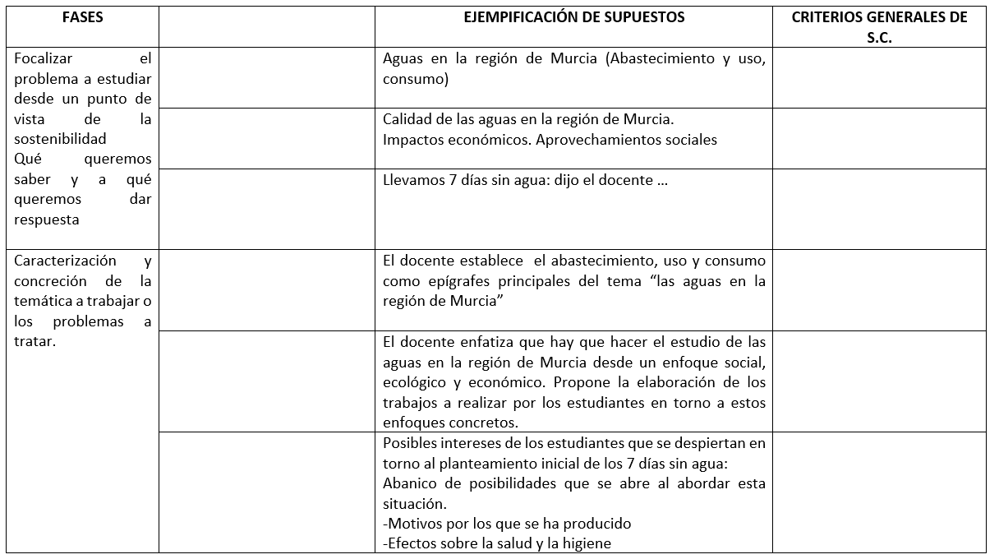 FASES
EJEMPIFICACIÓN DE SUPUESTOS
CRITERIOS GENERALES DE
S.C.
Focalizar el
problema a estudiar
desde un punto de
vista de la
sostenibilidad
Qué queremos
saber y a qué
queremos dar
respuesta
Aguas en la región de Murcia (Abastecimiento y uso,
consumo)
Calidad de las aguas en la región de Murcia.
Impactos económicos. Aprovechamientos sociales
Llevamos 7 días sin agua: dijo el docente …
Caracterización y
concreción de la
temática a trabajar o
los problemas a
tratar.
El docente establece el abastecimiento, uso y consumo
como epígrafes principales del tema “las aguas en la
región de Murcia”
El docente enfatiza que hay que hacer el estudio de las
aguas en la región de Murcia desde un enfoque social,
ecológico y económico. Propone la elaboración de los
trabajos a realizar por los estudiantes en torno a estos
enfoques concretos.
Posibles intereses de los estudiantes que se despiertan en
torno al planteamiento inicial de los 7 días sin agua:
Abanico de posibilidades que se abre al abordar esta
situación.
-Motivos por los que se ha producido
-Efectos sobre la salud y la higiene